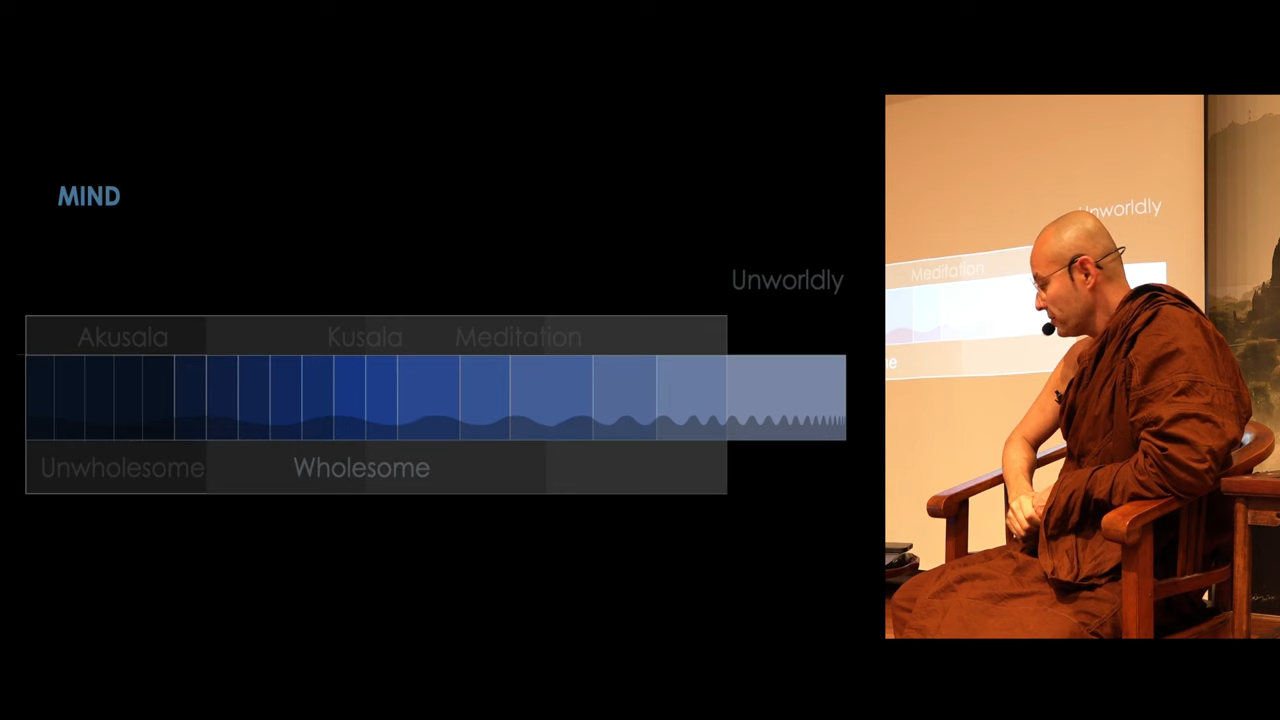 MIND
Unworldly
Akusala Kusala Meditation
Unwholesome Wholesome
Unworldly
Meditation